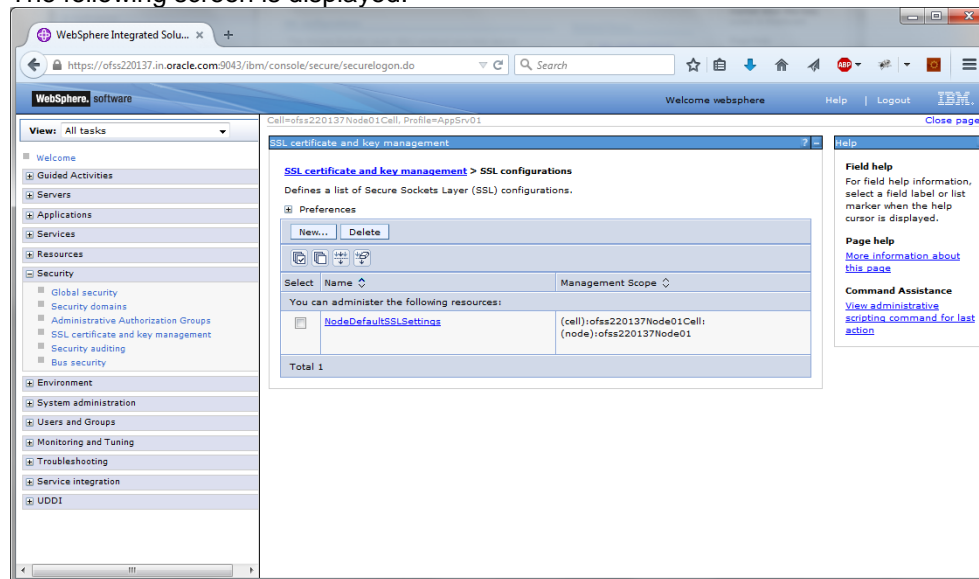 The following screen is displayed:
WebSphere Integrated Solu... × +
https://ofss220137.in.oracle.com:9043/ibm/console/secure/securelogon.do
Search
ABP
WebSphere. software
Welcome websphere
Help | Logout
IBM.
Cell=ofss220137Node01Cell, Profile=AppSrv01
Close page
View: All tasks
Welcome
Guided Activities
Servers
Applications
Services
Resources
Security
Global security
Security domains
Administrative Authorization Groups
SSL certificate and key management
Security auditing
Bus security
Environment
System administration
Users and Groups
Monitoring and Tuning
Troubleshooting
Service integration
UDDI
SSL certificate and key management ? -
SSL certificate and key management > SSL configurations
Defines a list of Secure Sockets Layer (SSL) configurations.
Preferences
New... Delete
Select Name Management Scope
You can administer the following resources:
NodeDefaultSSLSettings
(cell):ofss220137Node01Cell:
(node):ofss220137Node01
Total 1
Help
Field help
For field help information,
select a field label or list
marker when the help
cursor is displayed.
Page help
More information about
this page
Command Assistance
View administrative
scripting command for last
action